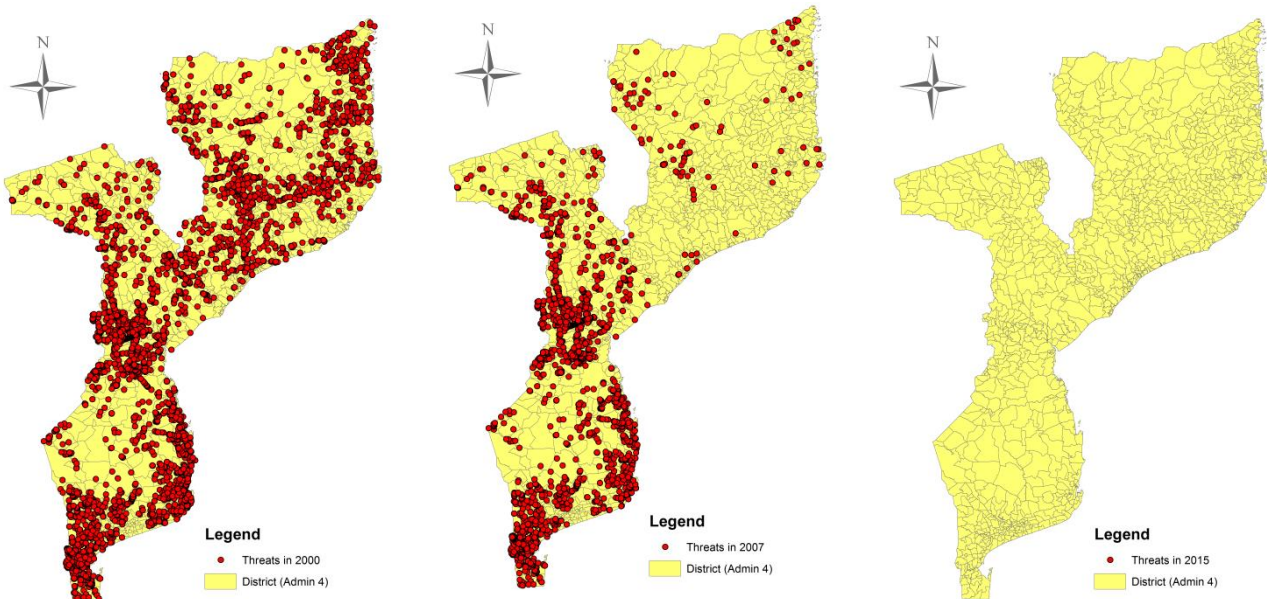 N
Legend
Threats in 2000
District (Admin 4)
N
Legend
Threats in 2007
District (Admin 4)
N
Legend
Threats in 2015
District (Admin 4)